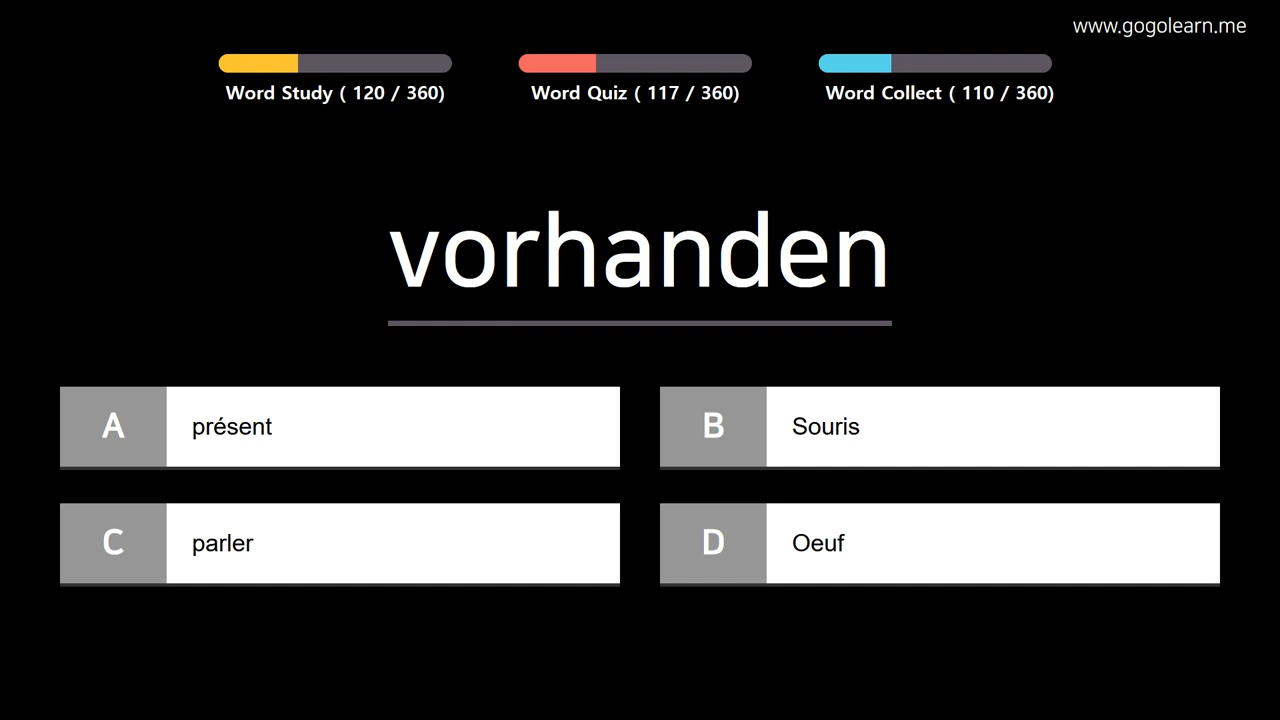 www.gogolearn.me
Word Study ( 120 / 360)
Word Quiz ( 117 / 360)
Word Collect ( 110 / 360)
vorhanden
A présent
B Souris
C parler
D Oeuf